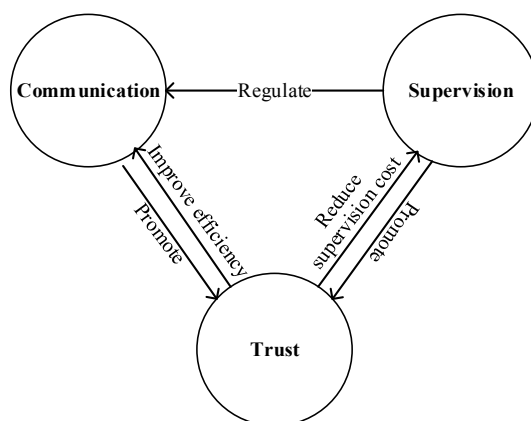 Communication
Regulate
Supervision
Improve efficiency
Promote
Reduce
supervision cost
Promote
Trust